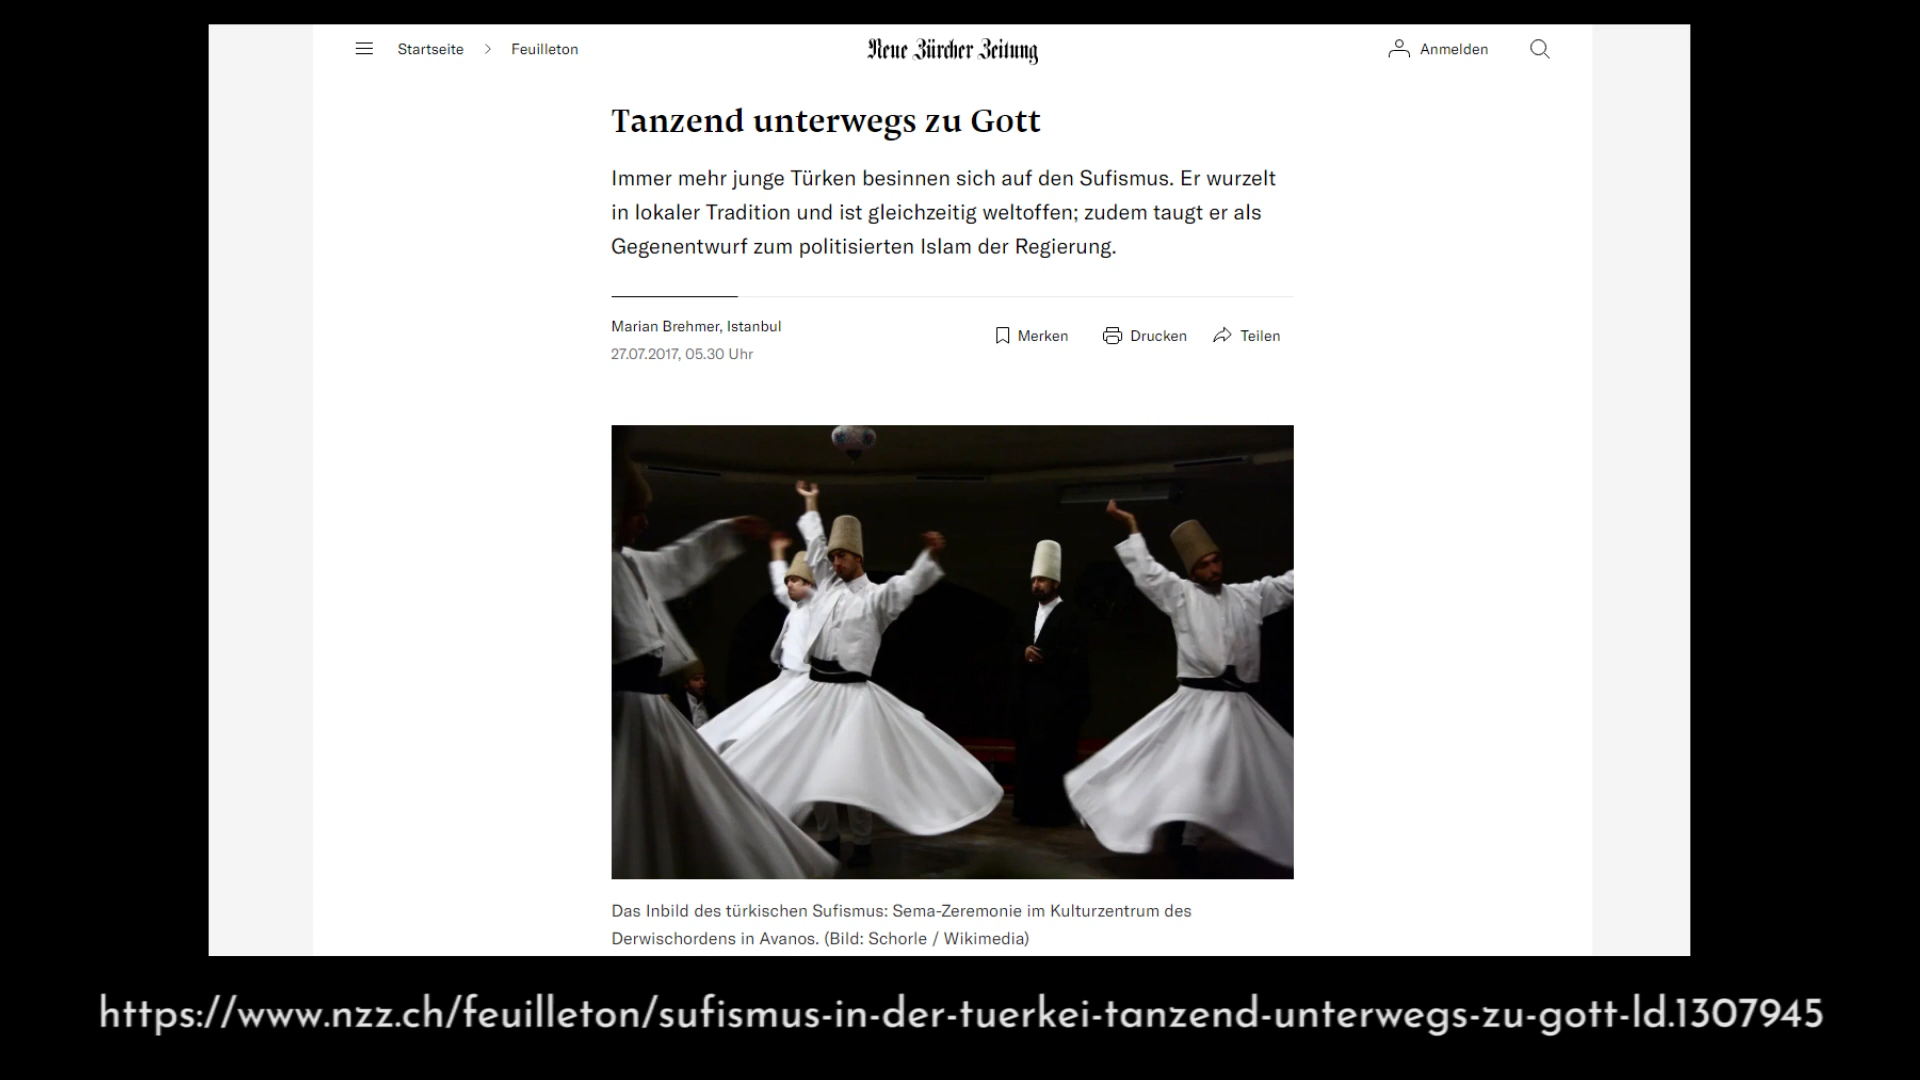 Startseite > Feuilleton
Neue Zürcher Zeitung
Anmelden
Tanzend unterwegs zu Gott
Immer mehr junge Türken besinnen sich auf den Sufismus. Er wurzelt
in lokaler Tradition und ist gleichzeitig weltoffen; zudem taugt er als
Gegenentwurf zum politisierten Islam der Regierung.
Marian Brehmer, Istanbul
27.07.2017, 05.30 Uhr
Merken
Drucken
Teilen
Das Inbild des türkischen Sufismus: Sema-Zeremonie im Kulturzentrum des
Derwischordens in Avanos. (Bild: Schorle / Wikimedia)
https://www.nzz.ch/feuilleton/sufismus-in-der-tuerkei-tanzend-unterwegs-zu-gott-ld.1307945